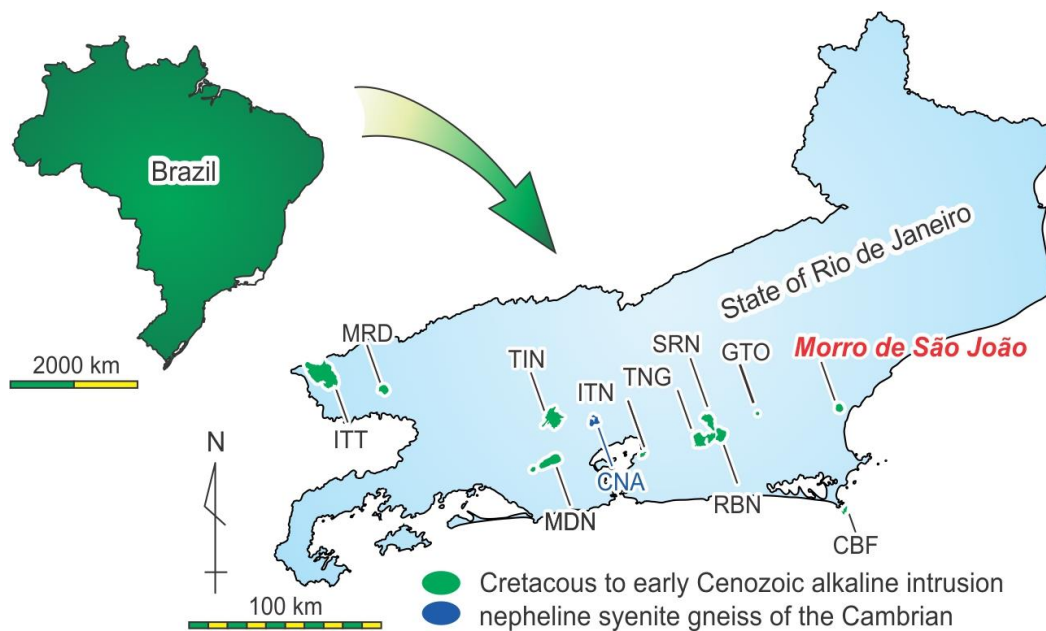 Brazil
2000 km
State of Rio de Janeiro
MRD
TIN
ITN
TNG
SRN
GTO
Morro de São João
ITT
N
CNA
MDN
RBN
CBF
Cretacous to early Cenozoic alkaline intrusion
nepheline syenite gneiss of the Cambrian
100 km